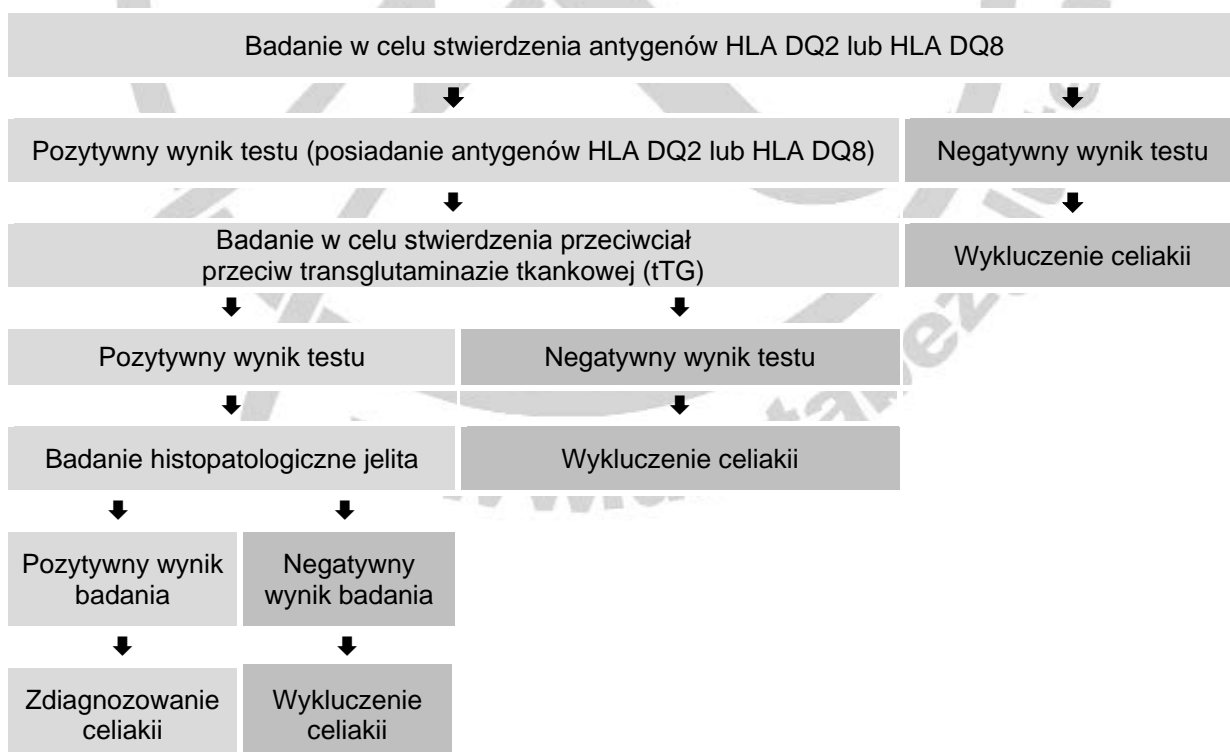 Badanie w celu stwierdzenia antygenów HLA DQ2 lub HLA DQ8
Pozytywny wynik testu (posiadanie antygenów HLA DQ2 lub HLA DQ8)
Negatywny wynik testu
Badanie w celu stwierdzenia przeciwciał
przeciw transglutaminazie tkankowej (tTG)
Wykluczenie celiakii
Pozytywny wynik testu
Negatywny wynik testu
Badanie histopatologiczne jelita
Wykluczenie celiakii
Pozytywny wynik
badania
Negatywny
wynik badania
Zdiagnozowanie
celiakii
Wykluczenie
celiakii